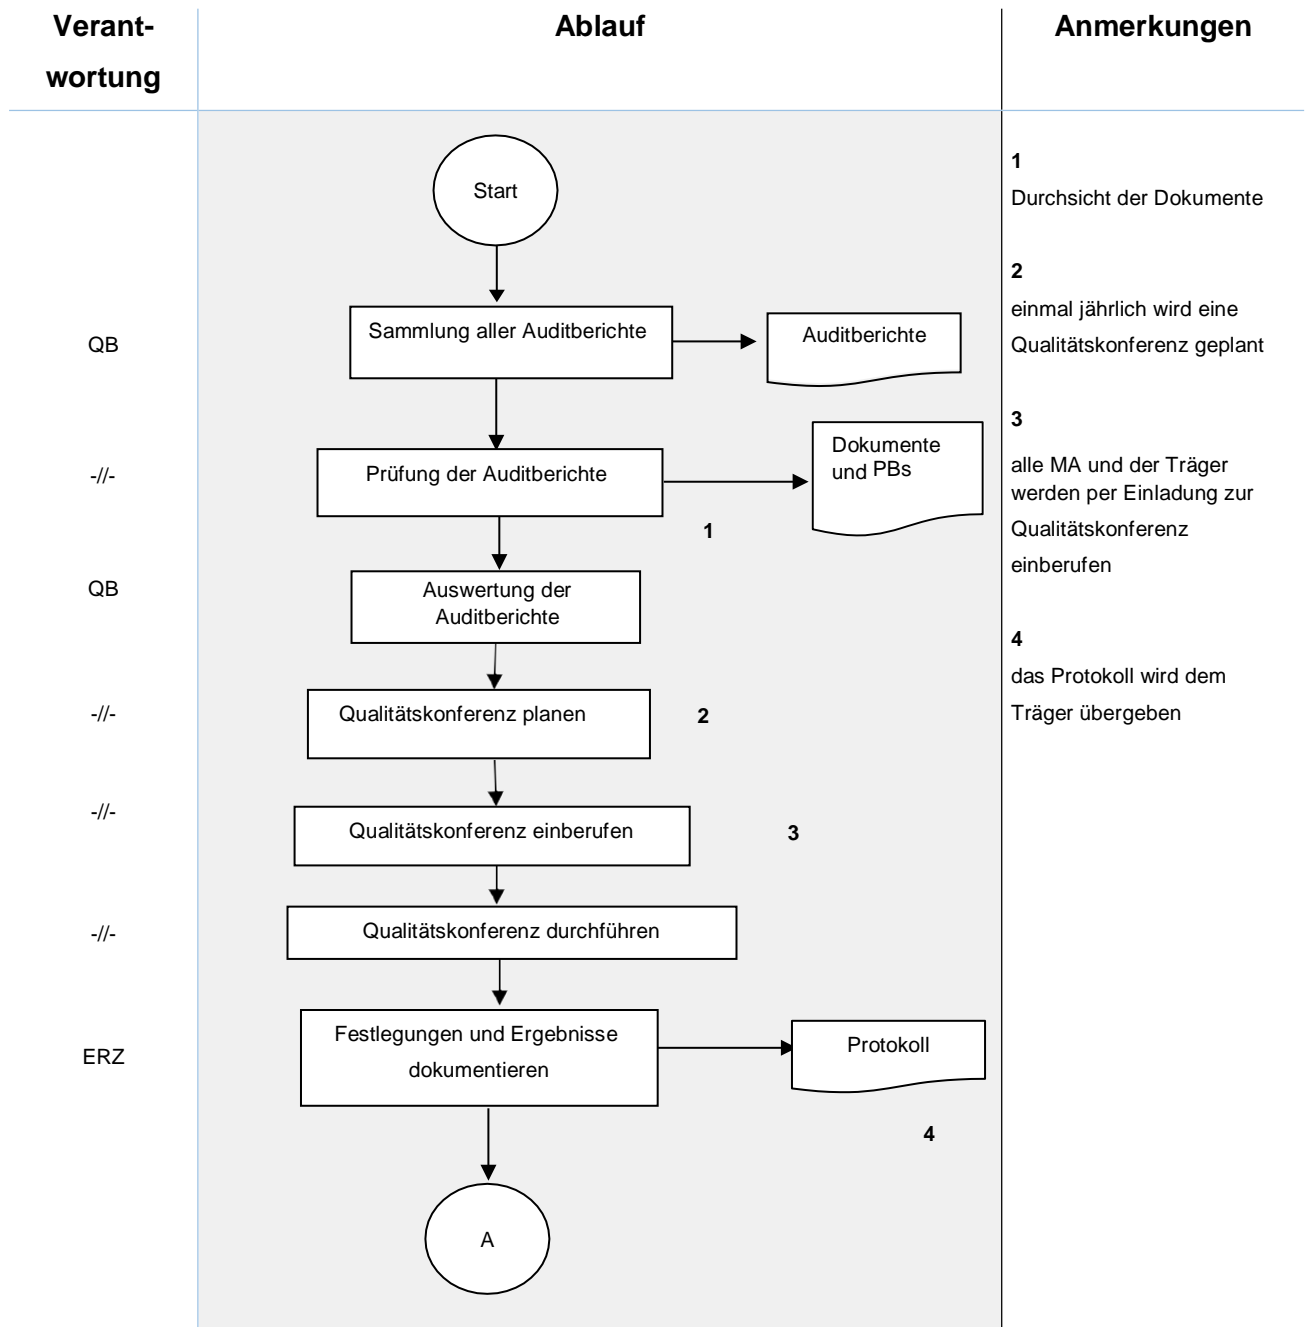 Verant-
wortung
Ablauf
Anmerkungen
Start
1
Durchsicht der Dokumente
2
einmal jährlich wird eine
Qualitätskonferenz geplant
QB
Sammlung aller Auditberichte
Auditberichte
3
alle MA und der Träger
werden per Einladung zur
Qualitätskonferenz
einberufen
-//-
Prüfung der Auditberichte
Dokumente
und PBs
1
QB
Auswertung der
Auditberichte
4
das Protokoll wird dem
Träger übergeben
-//-
Qualitätskonferenz planen
2
-//-
Qualitätskonferenz einberufen
3
-//-
Qualitätskonferenz durchführen
ERZ
Festlegungen und Ergebnisse
dokumentieren
Protokoll
4
A